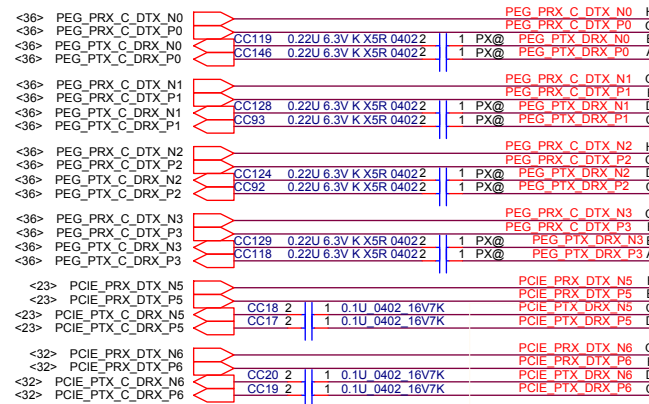 <36> PEG_PRX_C_DTX_N0 PEG_PRX_C_DTX_N0
<36> PEG_PRX_C_DTX_P0 PEG_PRX_C_DTX_P0
<36> PEG_PTX_C_DRX_N0 CC119 0.22U 6.3V K X5R 0402 2 1 PX@ PEG_PTX_DRX_N0
<36> PEG_PTX_C_DRX_P0 CC146 0.22U 6.3V K X5R 0402 2 1 PX@ PEG_PTX_DRX_P0
<36> PEG_PRX_C_DTX_N1 PEG_PRX_C_DTX_N1
<36> PEG_PRX_C_DTX_P1 PEG_PRX_C_DTX_P1
<36> PEG_PTX_C_DRX_N1 CC128 0.22U 6.3V K X5R 0402 2 1 PX@ PEG_PTX_DRX_N1
<36> PEG_PTX_C_DRX_P1 CC93 0.22U 6.3V K X5R 0402 2 1 PX@ PEG_PTX_DRX_P1
<36> PEG_PRX_C_DTX_N2 PEG_PRX_C_DTX_N2
<36> PEG_PRX_C_DTX_P2 PEG_PRX_C_DTX_P2
<36> PEG_PTX_C_DRX_N2 CC124 0.22U 6.3V K X5R 0402 2 1 PX@ PEG_PTX_DRX_N2
<36> PEG_PTX_C_DRX_P2 CC92 0.22U 6.3V K X5R 0402 2 1 PX@ PEG_PTX_DRX_P2
<36> PEG_PRX_C_DTX_N3 PEG_PRX_C_DTX_N3
<36> PEG_PRX_C_DTX_P3 PEG_PRX_C_DTX_P3
<36> PEG_PTX_C_DRX_N3 CC129 0.22U 6.3V K X5R 0402 2 1 PX@ PEG_PTX_DRX_N3
<36> PEG_PTX_C_DRX_P3 CC118 0.22U 6.3V K X5R 0402 2 1 PX@ PEG_PTX_DRX_P3
<23> PCIE_PRX_DTX_N5 PCIE_PRX_DTX_N5
<23> PCIE_PRX_DTX_P5 PCIE_PRX_DTX_P5
<23> PCIE_PTX_C_DRX_N5 CC18 2 1 0.1U_0402_16V7K PCIE_PTX_DRX_N5
<23> PCIE_PTX_C_DRX_P5 CC17 2 1 0.1U_0402_16V7K PCIE_PTX_DRX_P5
<32> PCIE_PRX_DTX_N6 PCIE_PRX_DTX_N6
<32> PCIE_PRX_DTX_P6 PCIE_PRX_DTX_P6
<32> PCIE_PTX_C_DRX_N6 CC20 2 1 0.1U_0402_16V7K PCIE_PTX_DRX_N6
<32> PCIE_PTX_C_DRX_P6 CC19 2 1 0.1U_0402_16V7K PCIE_PTX_DRX_P6